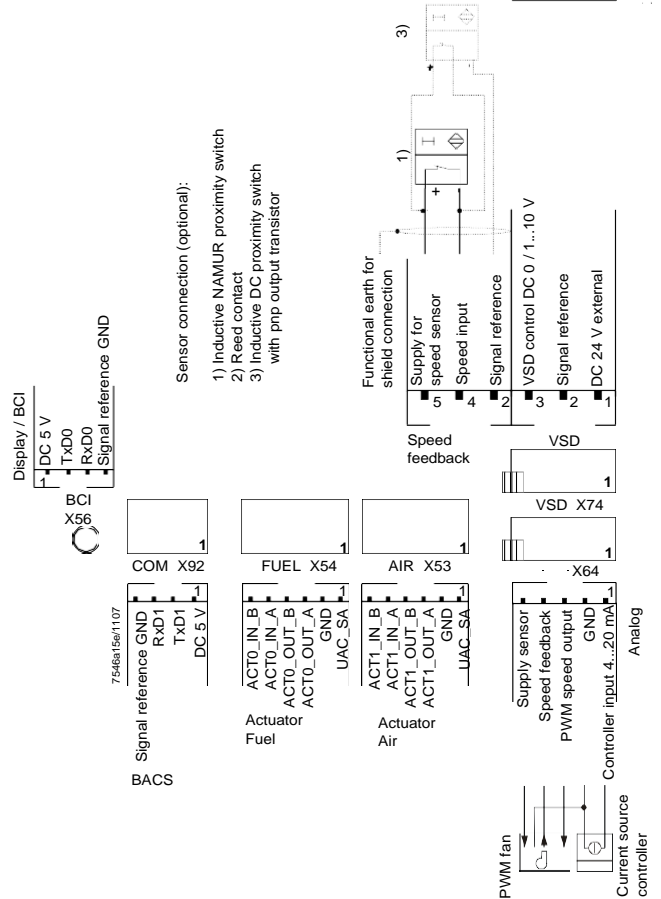 Display / BCI
1
DC 5 V
TxD0
RxD0
Signal reference GND
BCI
X56
Sensor connection (optional):
1) Inductive NAMUR proximity switch
2) Reed contact
3) Inductive DC proximity switch
with pnp output transistor
3)
+
-
1)
+
-
Functional earth for
shield connection
Supply for
speed sensor
Speed input
Signal reference
5
4
2
Speed
feedback
VSD control DC 0 / 1...10 V
Signal reference
DC 24 V external
3
2
1
VSD
1
COM X92
1
FUEL X54
1
AIR X53
1
VSD X74
1
X64
7546a15e/1107
Signal reference GND
RxD1
TxD1
DC 5 V
1
BACS
ACT0_IN_B
ACT0_IN_A
ACT0_OUT_B
ACT0_OUT_A
GND
UAC_SA
1
Actuator
Fuel
ACT1_IN_B
ACT1_IN_A
ACT1_OUT_B
ACT1_OUT_A
GND
UAC_SA
1
Actuator
Air
Supply sensor
Speed feedback
PWM speed output
GND
Controller input 4...20 mA
1
Analog
PWM fan
Current source
controller